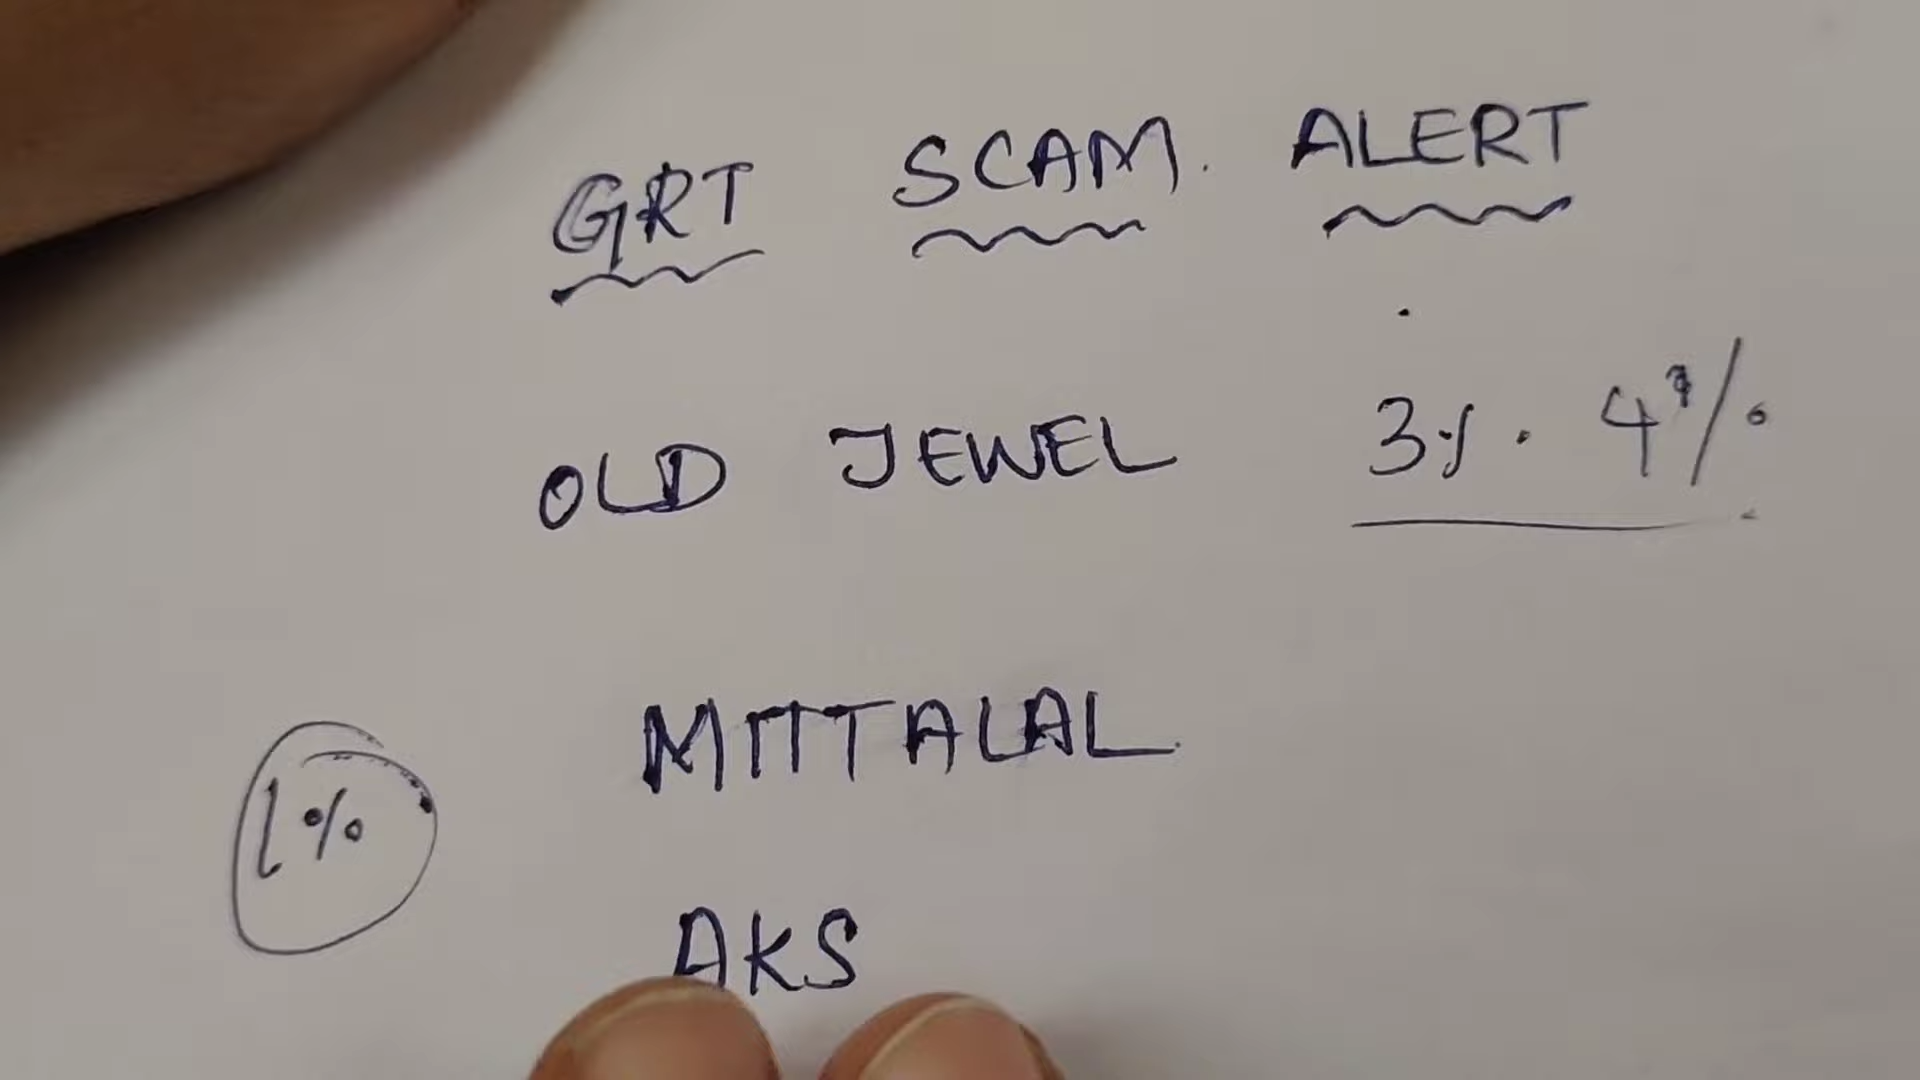 GRT SCAM. ALERT
OLD JEWEL 3% 4%
MITTALAL
1%
AKS